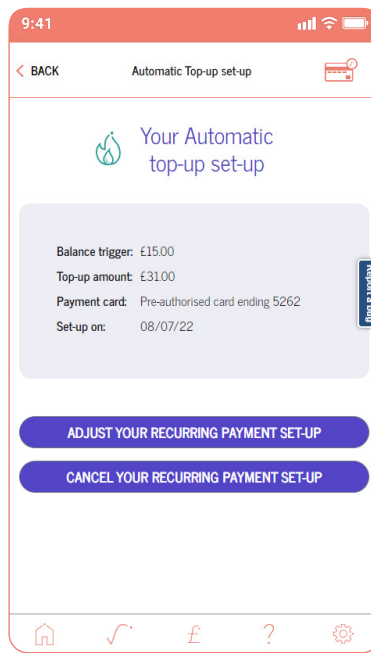 9:41
BACK
Automatic Top-up set-up
Your Automatic
top-up set-up
Balance trigger: £15.00
Top-up amount: £31.00
Payment card: Pre-authorised card ending 5262
Set-up on: 08/07/22
Report a bug
ADJUST YOUR RECURRING PAYMENT SET-UP
CANCEL YOUR RECURRING PAYMENT SET-UP
£
?